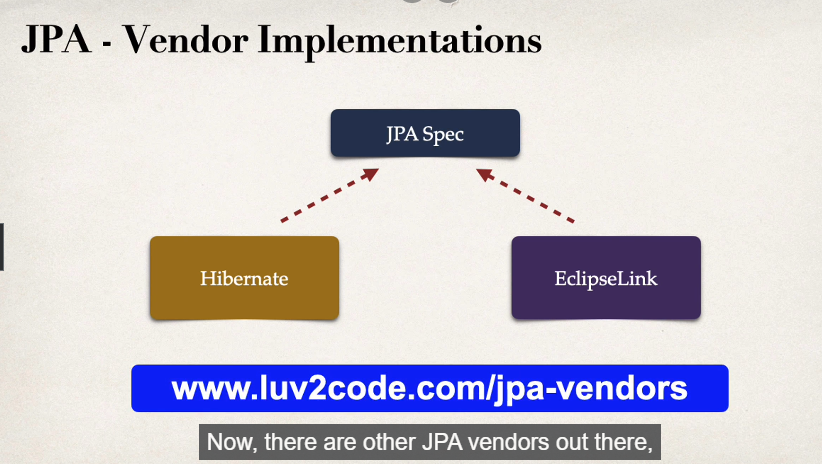 JPA - Vendor Implementations
JPA Spec
Hibernate
EclipseLink
www.luv2code.com/jpa-vendors
Now, there are other JPA vendors out there,